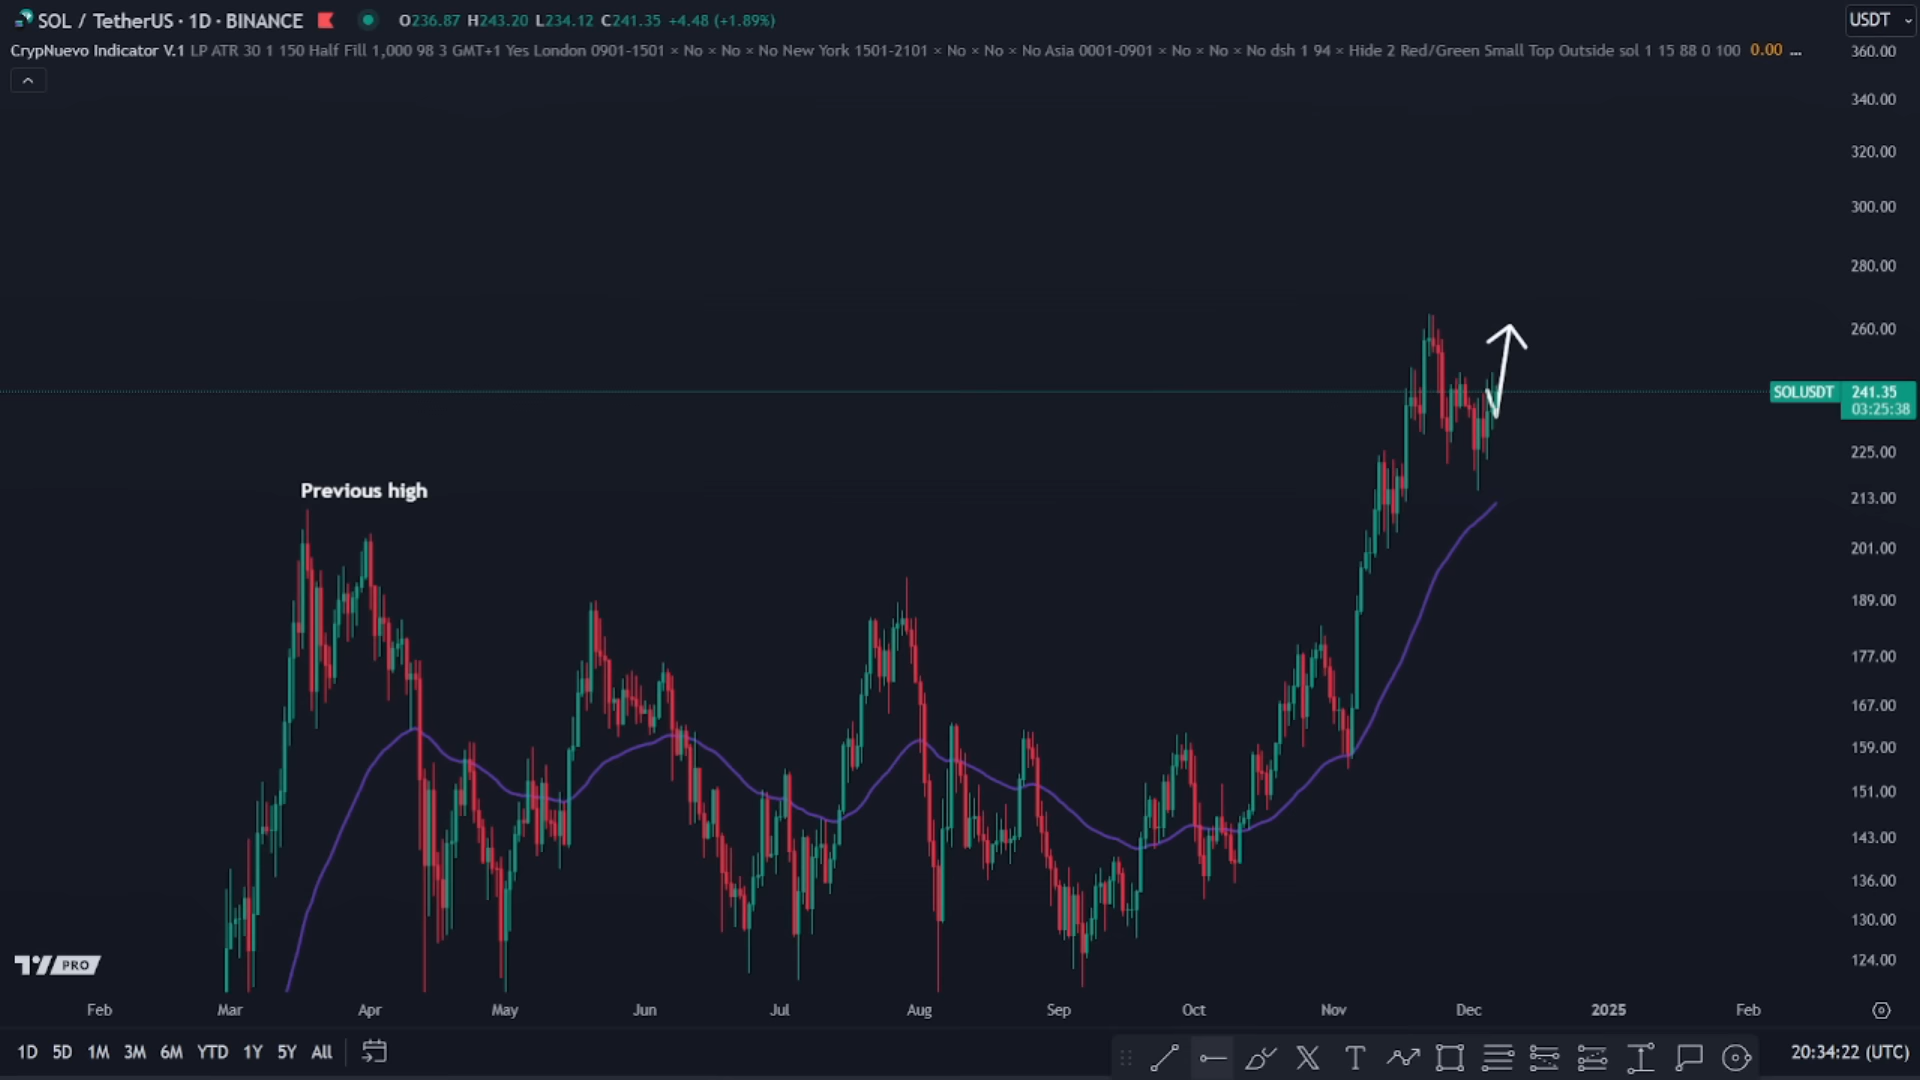 SOL / TetherUS · 1D · BINANCE O236.87 H243.20 L234.12 C241.35 +4.48 (+1.89%)
USDT
CrypNuevo Indicator V.1 LP ATR 30 1 150 Half Fill 1,000 98 3 GMT+1 Yes London 0901-1501 × No × No × No New York 1501-2101 × No × No × No Asia 0001-0901 × No × No × No dsh 1 94 × Hide 2 Red/Green Small Top Outside sol 1 15 88 0 100 0.00 ...
360.00
340.00
320.00
300.00
280.00
260.00
SOLUSDT 241.35
03:25:38
225.00
Previous high
213.00
201.00
189.00
177.00
167.00
159.00
151.00
143.00
136.00
130.00
124.00
PRO
Feb Mar Apr May Jun Jul Aug Sep Oct Nov Dec 2025 Feb
1D 5D 1M 3M 6M YTD 1Y 5Y All
20:34:22 (UTC)